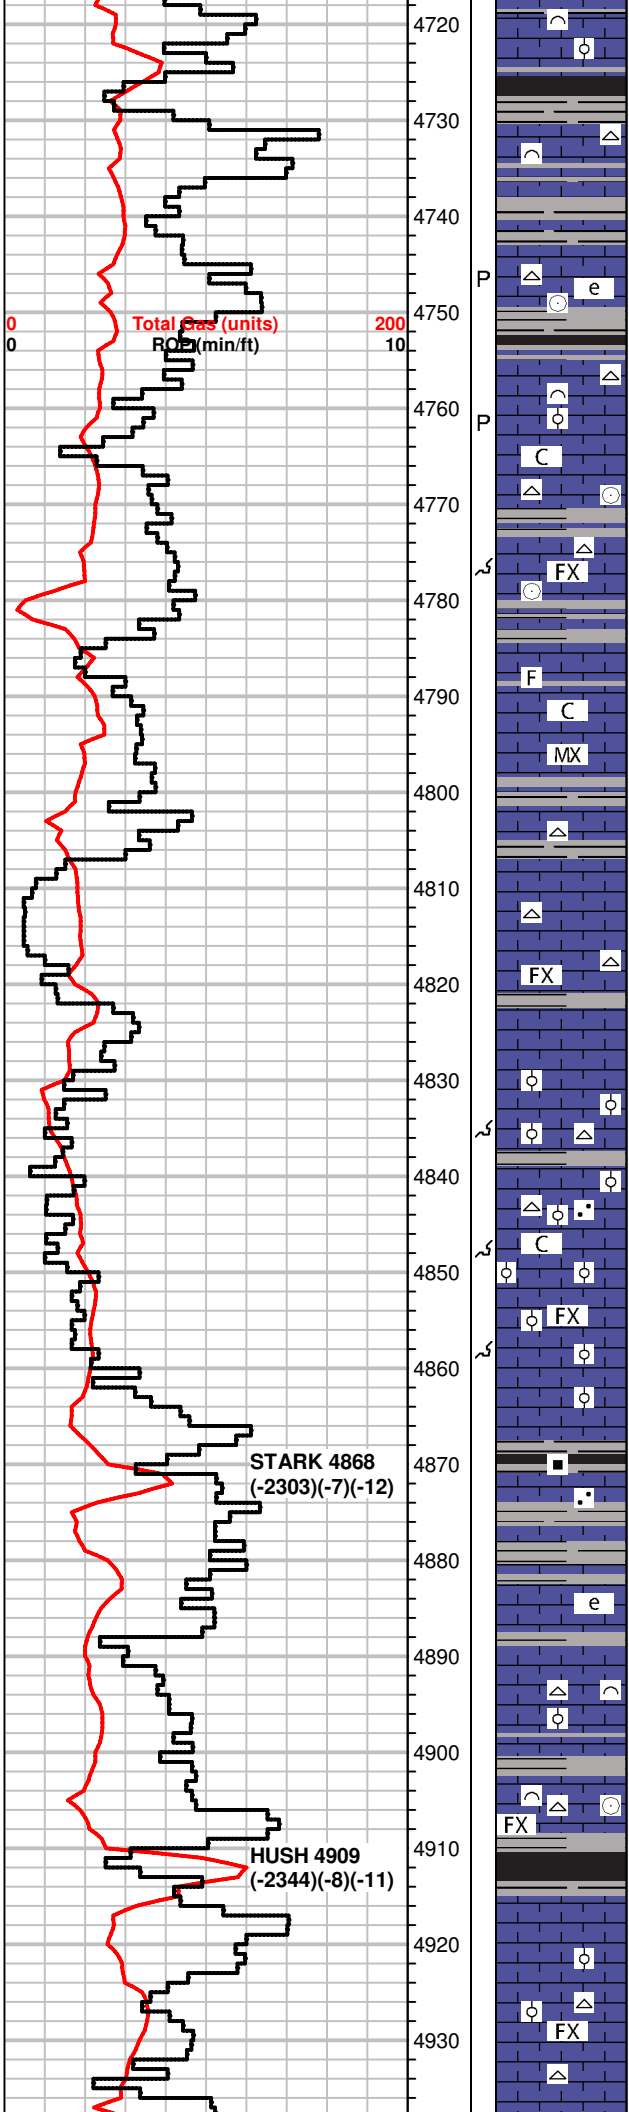 4720
4730
4740
P
e
4750
0 Total Gas (units) 200
0 ROP (min/ft) 10
4760
P
C
4770
FX
4780
F
4790
C
MX
4800
4810
FX
4820
4830
4840
C
4850
FX
4860
STARK 4868
4870
(-2303)(-7)(-12)
4880
e
4890
4900
FX
4910
HUSH 4909
(-2344)(-8)(-11)
4920
FX
4930